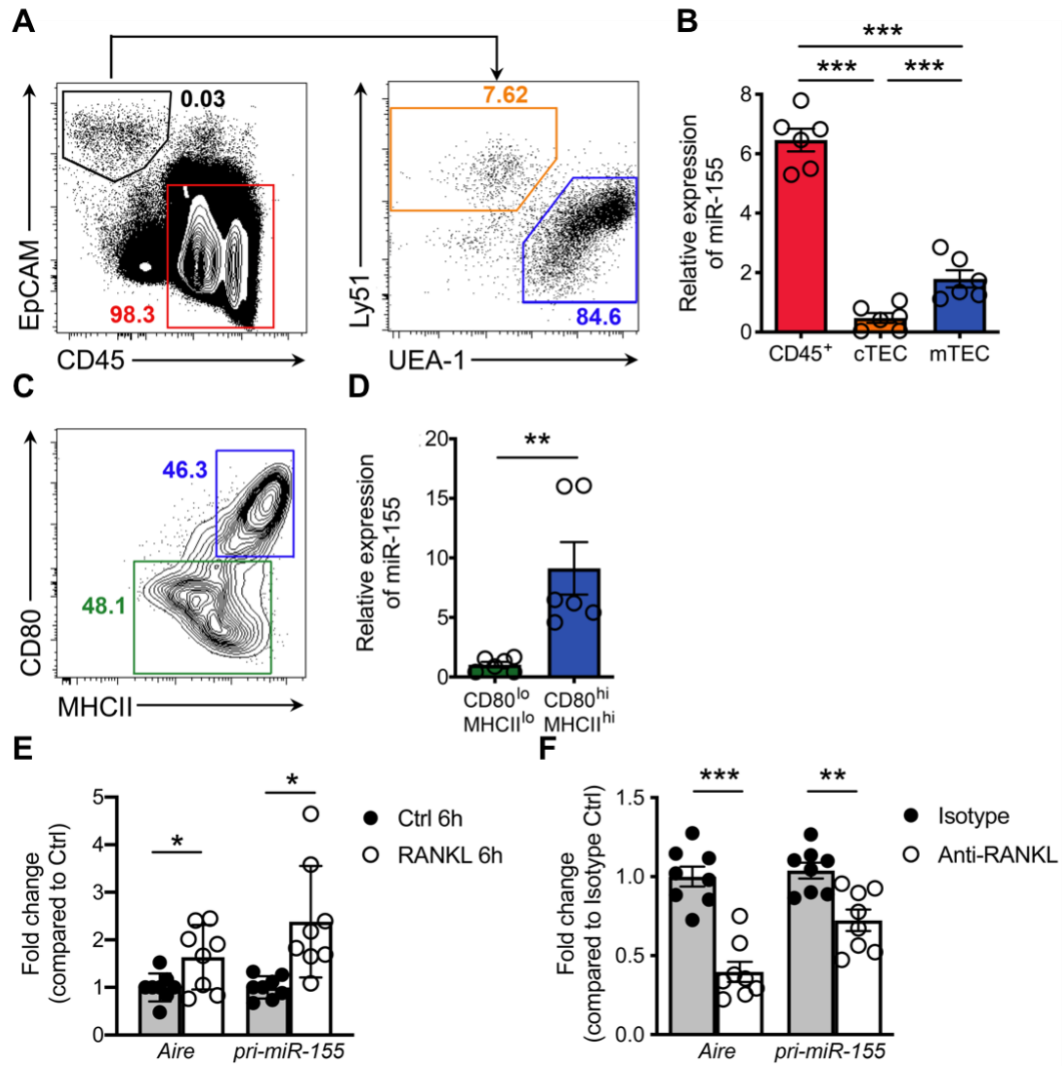 A
EpCAM
CD45
0.03
98.3
Ly51
UEA-1
7.62
84.6
B
***
*** ***
Relative expression
of miR-155
8
6
4
2
0
CD45+ cTEC mTEC
C
CD80
MHCII
46.3
48.1
D
**
Relative expression
of miR-155
20
15
10
5
0
CD80lo CD80hi
MHCIIlo MHCIIhi
E
Fold change
(compared to Ctrl)
5
4
3
2
1
0
* *
Aire pri-miR-155
Ctrl 6h
RANKL 6h
F
Fold change
(compared to Isotype Ctrl)
1.5
1.0
0.5
0.0
*** **
Aire pri-miR-155
Isotype
Anti-RANKL